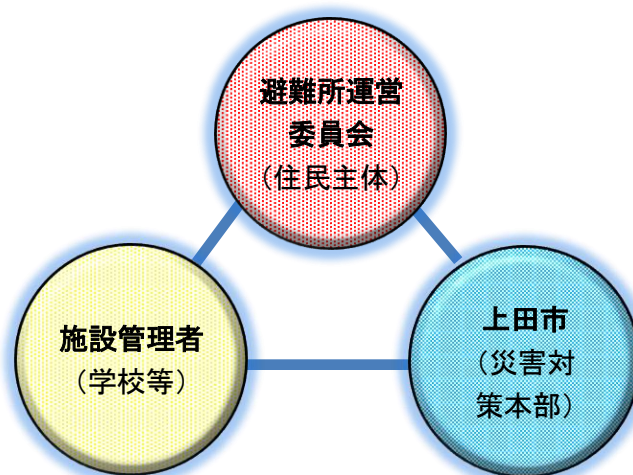 避難所運営
委員会
（住民主体）
施設管理者
（学校等）
上田市
（災害対
策本部）